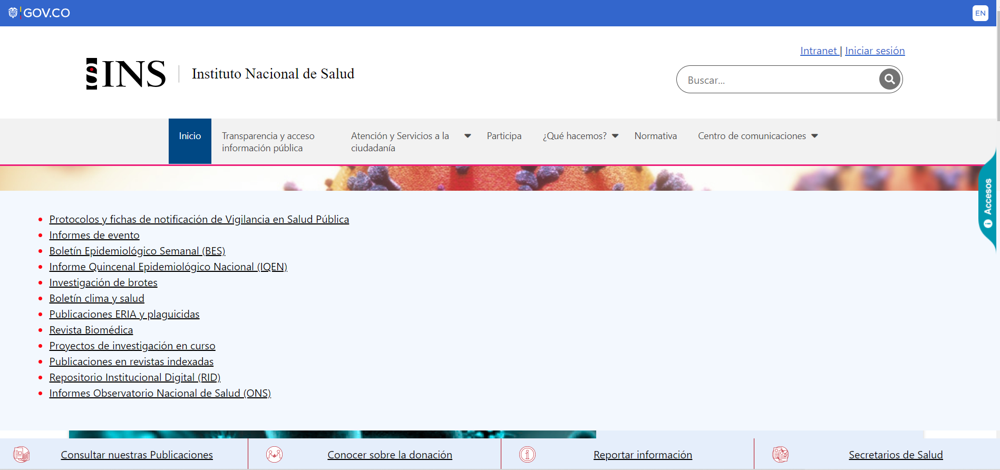 GOV.CO
EN
Intranet | Iniciar sesión
INS
Instituto Nacional de Salud
Buscar...
Inicio
Transparencia y acceso
información pública
Atención y Servicios a la
ciudadanía
Participa
¿Qué hacemos?
Normativa
Centro de comunicaciones
Accesos
Protocolos y fichas de notificación de Vigilancia en Salud Pública
Informes de evento
Boletín Epidemiológico Semanal (BES)
Informe Quincenal Epidemiológico Nacional (IQEN)
Investigación de brotes
Boletín clima y salud
Publicaciones ERIA y plaguicidas
Revista Biomédica
Proyectos de investigación en curso
Publicaciones en revistas indexadas
Repositorio Institucional Digital (RID)
Informes Observatorio Nacional de Salud (ONS)
Consultar nuestras Publicaciones
Conocer sobre la donación
Reportar información
Secretarios de Salud